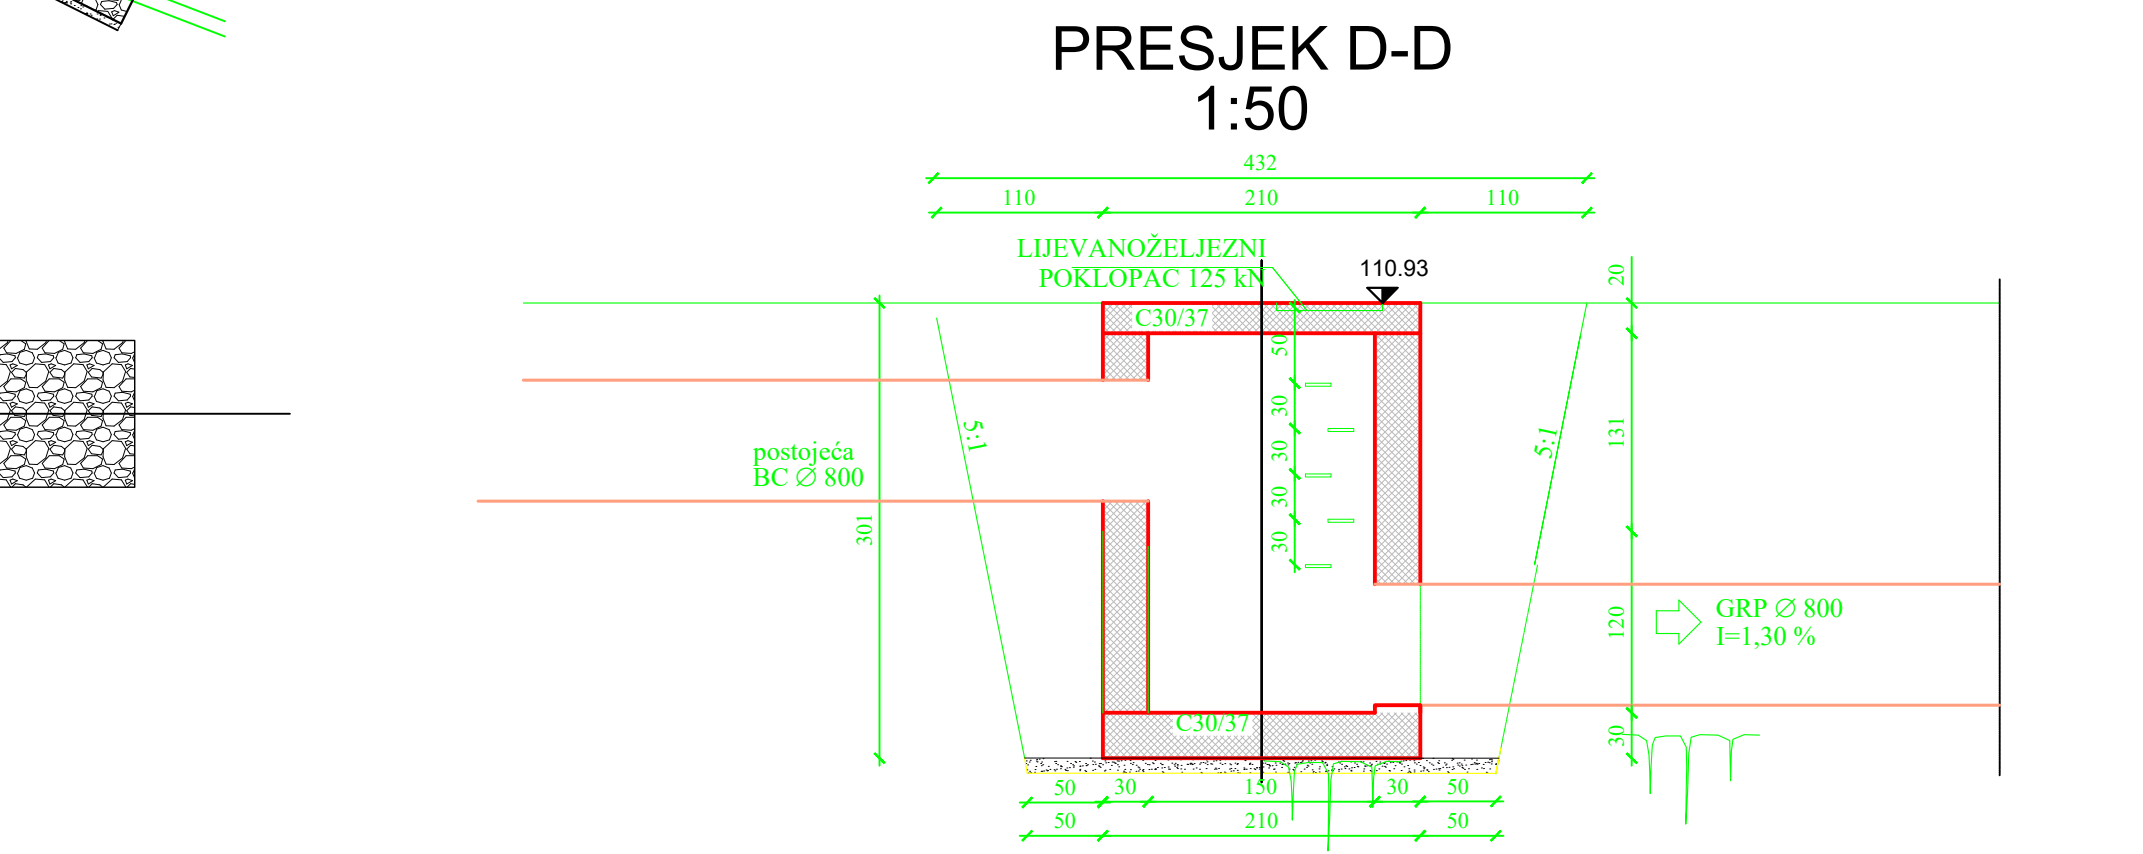 PRESJEK D-D
1:50
432
110
210
110
LIJEVANOŽELJEZNI
POKLOPAC 125 kN
110.93
20
C30/37
50
30
30
30
30
5:1
5:1
131
postojeća
BC ∅ 800
301
120
GRP ∅ 800
I=1,30 %
C30/37
30
50
30
150
30
50
50
210
50